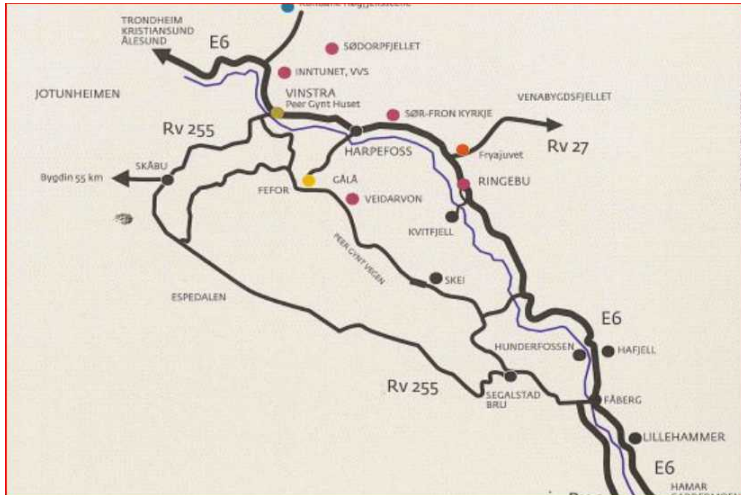 TRONDHEIM
KRISTIANSUND
ÅLESUND
E6
SØDORPFJELLET
INNTUNET, VVS
JOTUNHEIMEN
VINSTRA
Peer Gynt Huset
SØR-FRON KYRKJE
VENABYGDSFJELLET
Rv 255
HARPEFOSS
Fryajuvet
Rv 27
SKÅBU
Bygdin 55 km
FEFOR
GÅLÅ
RINGEBU
VEIDARVON
KVITFJELL
PEER GYNT VEGEN
SKEI
ESPEDALEN
E6
HUNDERFOSSEN
HAFJELL
Rv 255
SEGALSTAD
BRU
FÅBERG
LILLEHAMMER
E6
HAMAR